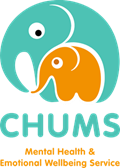 CHUMS
Mental Health &
Emotional Wellbeing Service